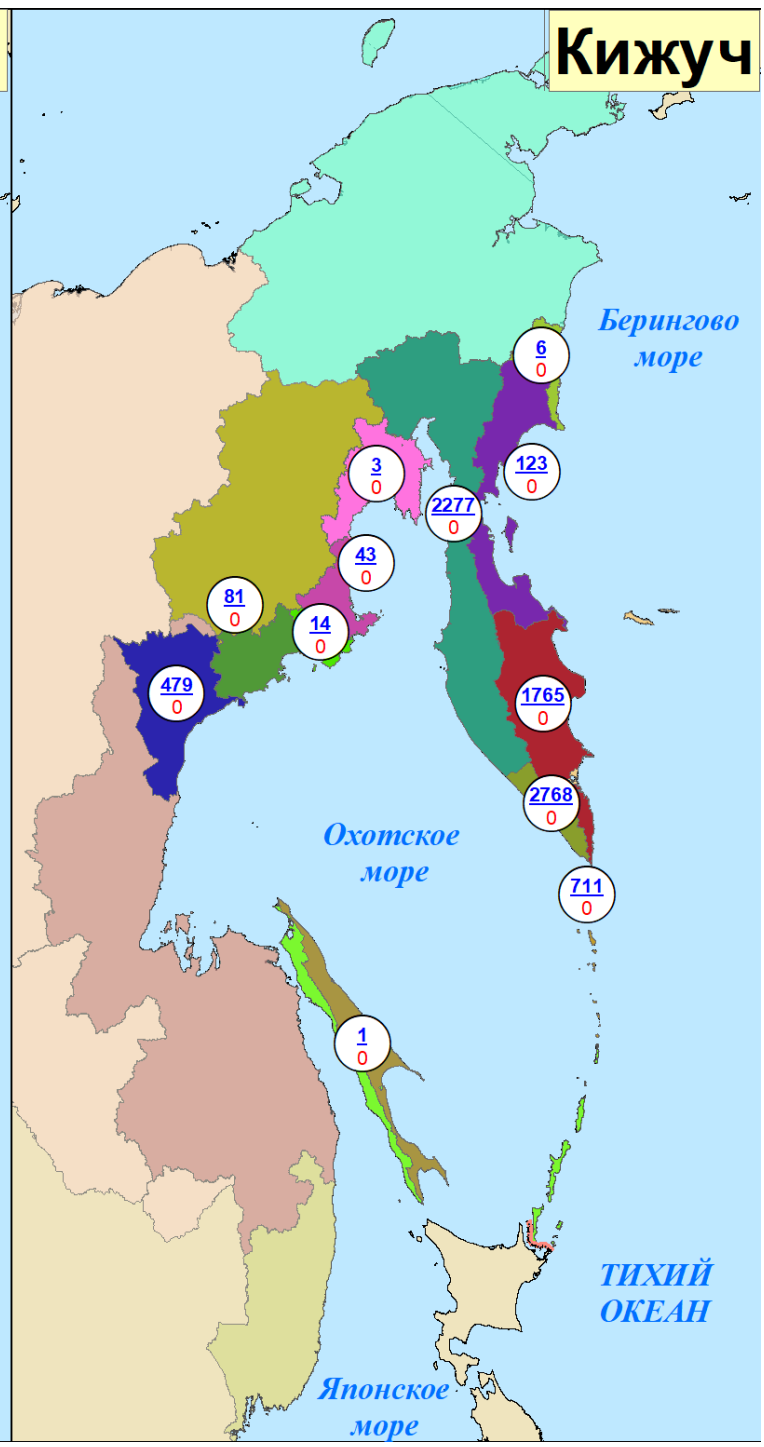 Кижуч
Берингово
море
6
0
3
0
123
0
2277
0
43
0
81
0
14
0
479
0
1765
0
2768
0
Охотское
море
711
0
1
0
ТИХИЙ
ОКЕАН
Японское
море